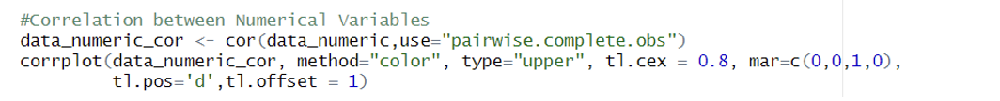 #Correlation between Numerical Variables
data_numeric_cor <- cor(data_numeric,use="pairwise.complete.obs")
corrplot(data_numeric_cor, method="color", type="upper", tl.cex = 0.8, mar=c(0,0,1,0),
tl.pos='d',tl.offset = 1)